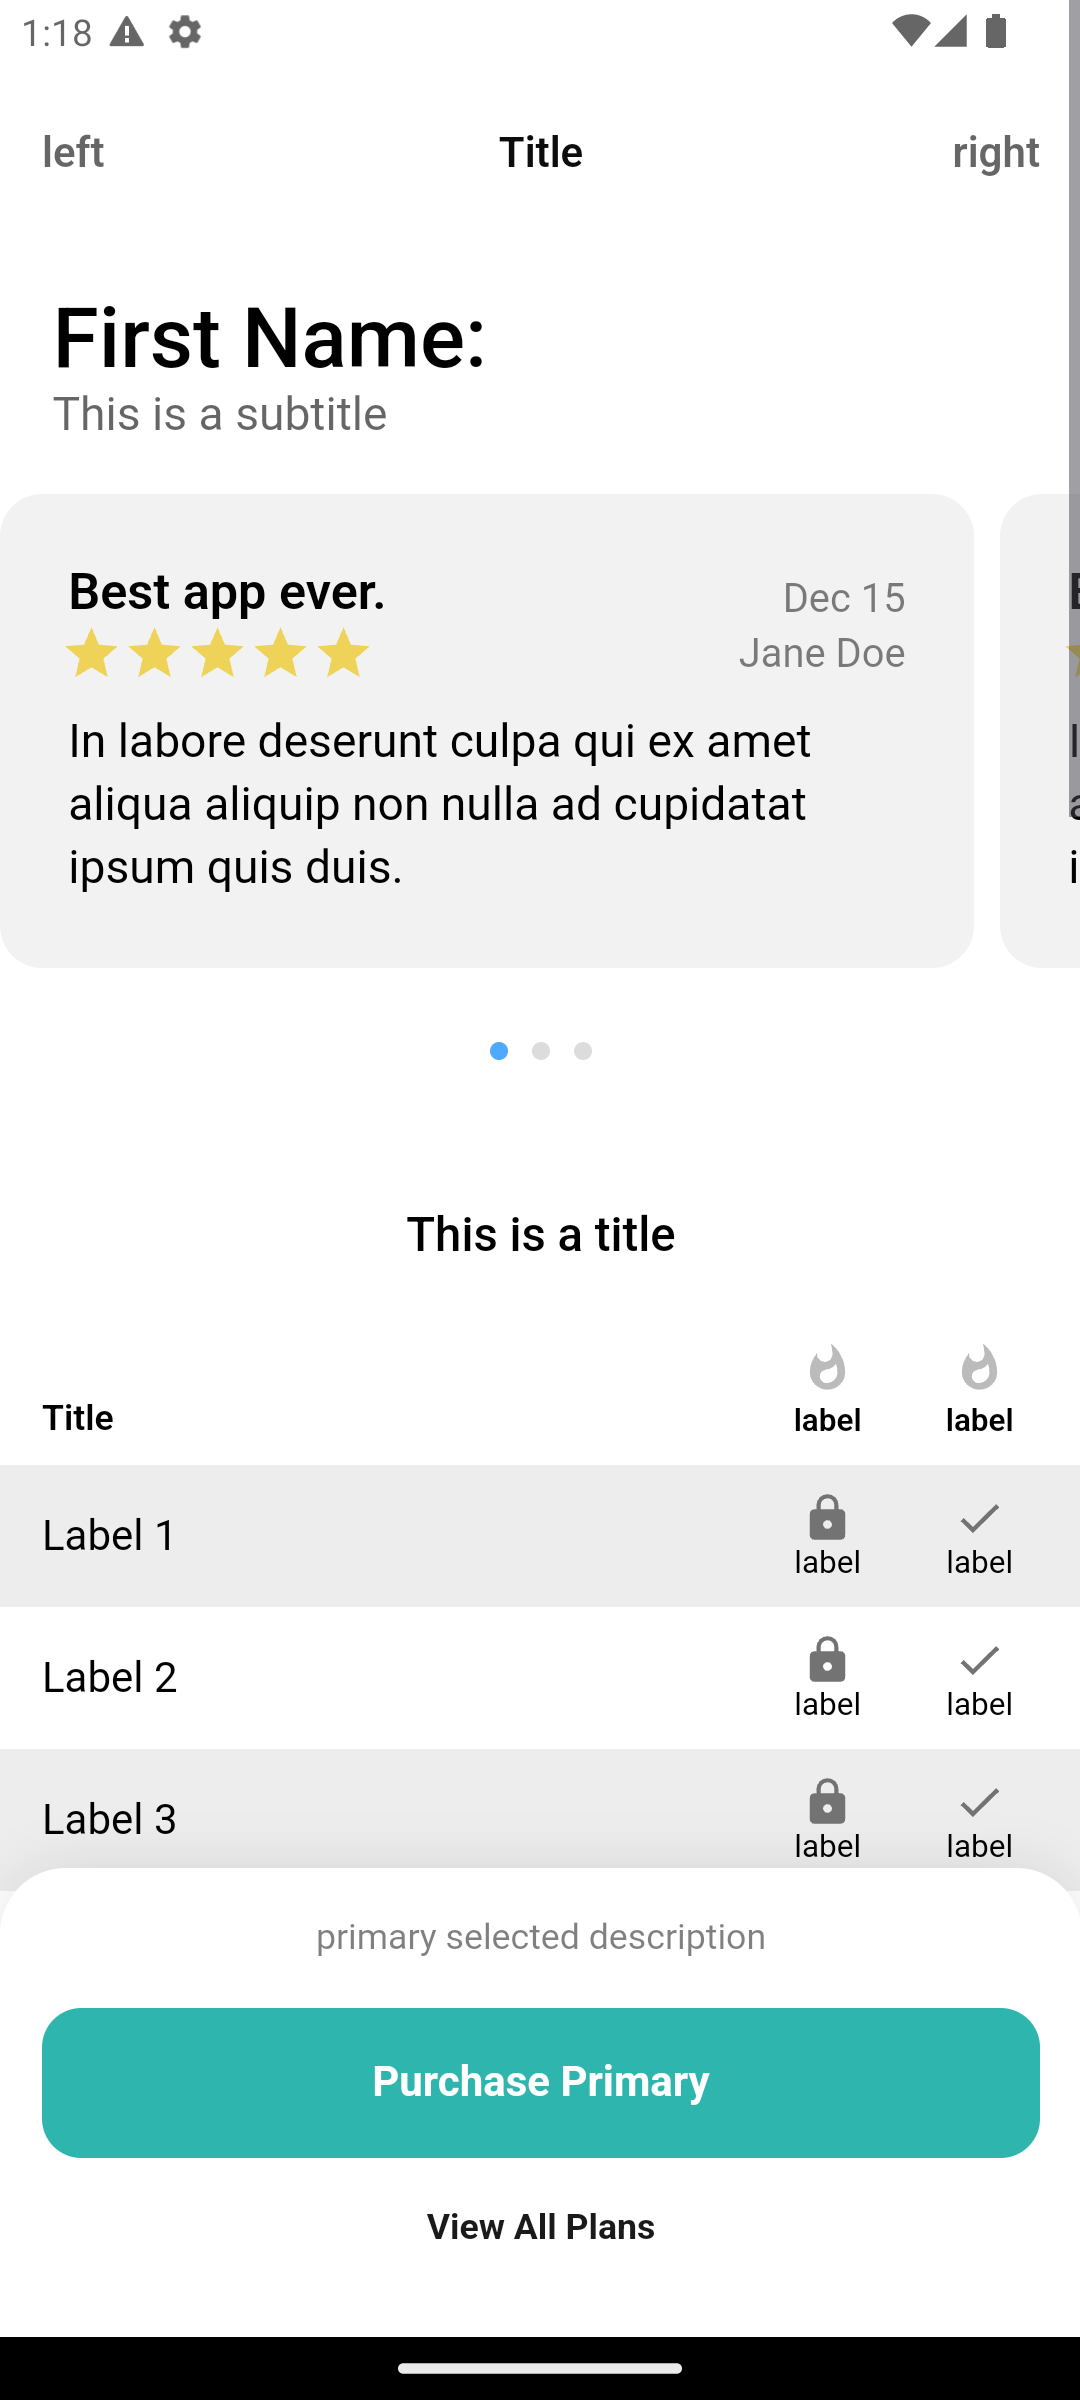 1:18
left Title right
First Name:
This is a subtitle
Best app ever.
Dec 15
Jane Doe
In labore deserunt culpa qui ex amet
aliqua aliquip non nulla ad cupidatat
ipsum quis duis.
This is a title
Title label label
Label 1 label label
Label 2 label label
Label 3 label label
primary selected description
Purchase Primary
View All Plans